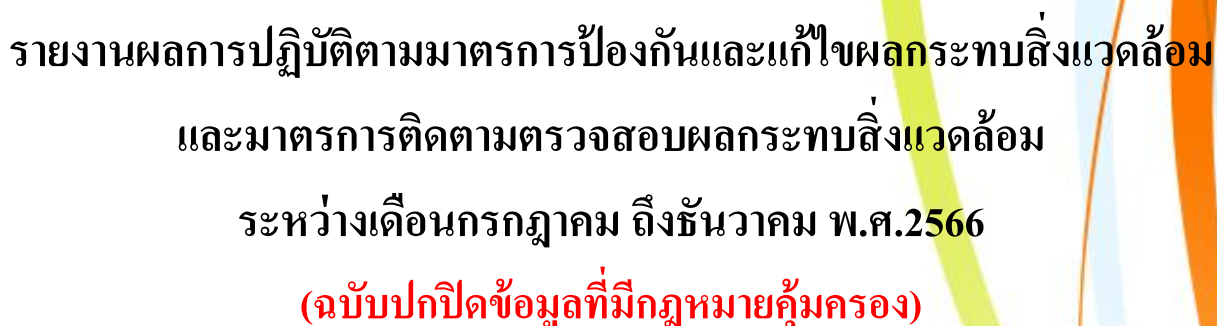 รายงานผลการปฏิบัติตามมาตรการป้องกันและแก้ไขผลกระทบสิ่งแวดล้อม
และมาตรการติดตามตรวจสอบผลกระทบสิ่งแวดล้อม
ระหว่างเดือนกรกฎาคม ถึงธันวาคม พ.ศ.2566
(ฉบับปกปิดข้อมูลที่มีกฎหมายคุ้มครอง)